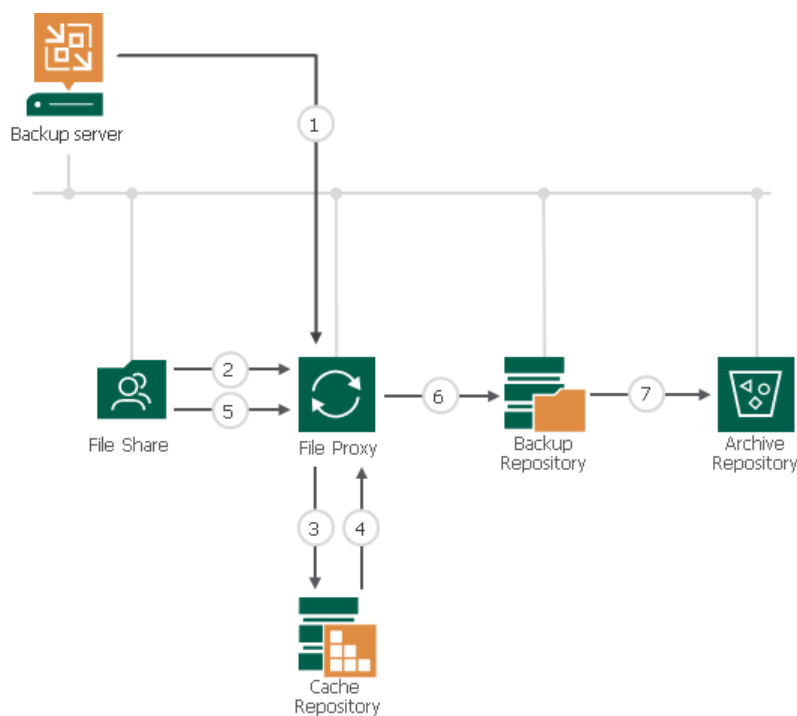 Backup server
1
2
5
6
7
File Share
File Proxy
Backup
Repository
Archive
Repository
3
4
Cache
Repository